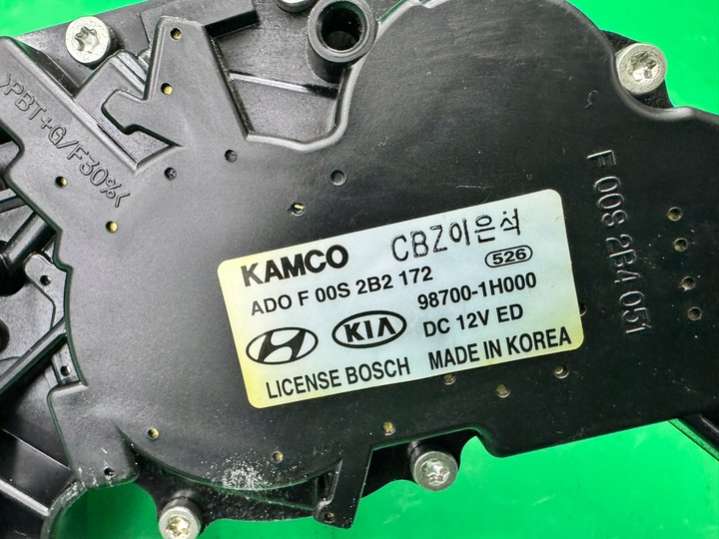 >PBT+G/F30%<
KAMCO CBZ이은석
ADO F 00S 2B2 172 526
98700-1H000
KIA DC 12V ED
LICENSE BOSCH MADE IN KOREA
F 00S 2B4 051